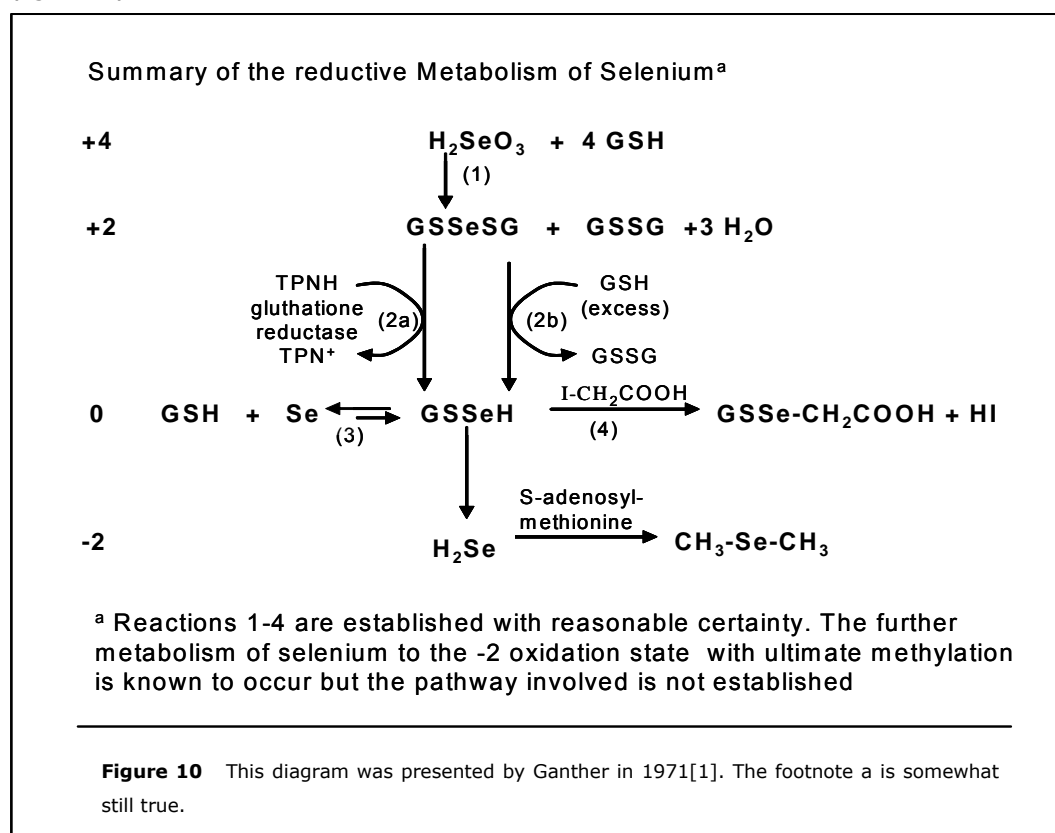 Summary of the reductive Metabolism of Seleniumᵃ
+4 H₂SeO₃ + 4 GSH
(1)
+2 GSSeSG + GSSG +3 H₂O
TPNH
gluthatione
reductase
TPN⁺
(2a)
(2b)
GSH
(excess)
GSSG
0 GSH + Se (3) GSSeH I-CH₂COOH (4) GSSe-CH₂COOH + HI
S-adenosyl-
methionine
-2 H₂Se CH₃-Se-CH₃
ᵃ Reactions 1-4 are established with reasonable certainty. The further
metabolism of selenium to the -2 oxidation state with ultimate methylation
is known to occur but the pathway involved is not established
Figure 10 This diagram was presented by Ganther in 1971[1]. The footnote a is somewhat
still true.